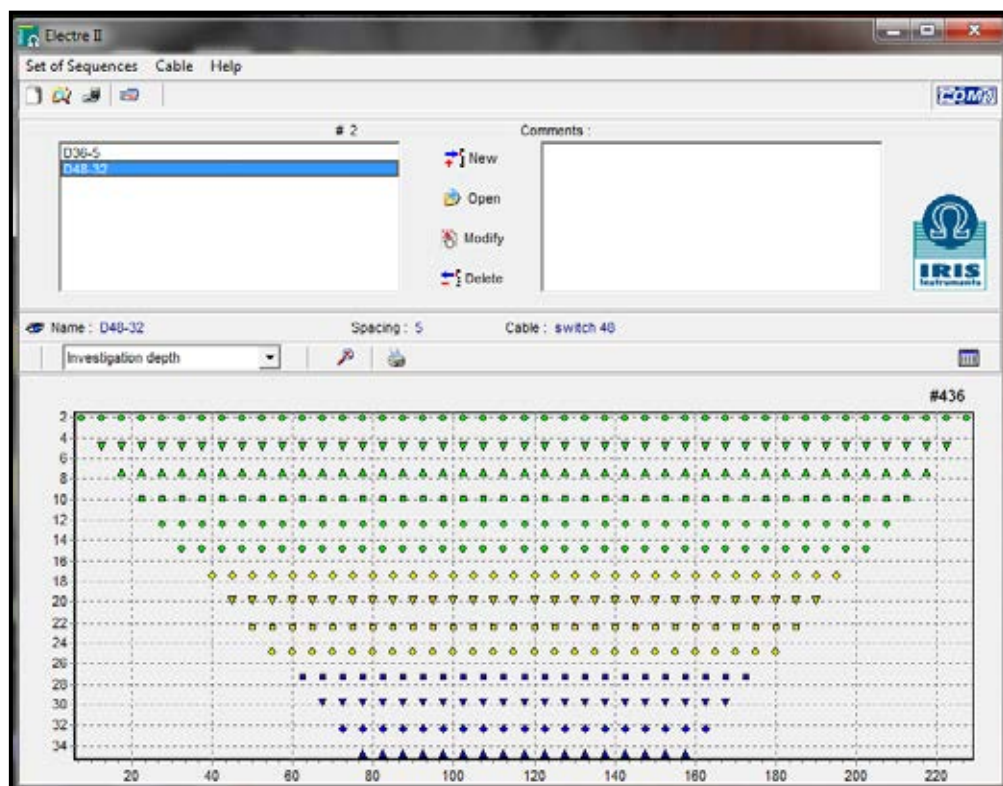 Electre II
Set of Sequences Cable Help
COMM
# 2 Comments :
D36-5
D48-32
New
Open
Modify
Delete
IRIS
Instruments
Name : D48-32 Spacing : 5 Cable : switch 48
Investigation depth
#436
2
4
6
8
10
12
14
16
18
20
22
24
26
28
30
32
34
20 40 60 80 100 120 140 160 180 200 220